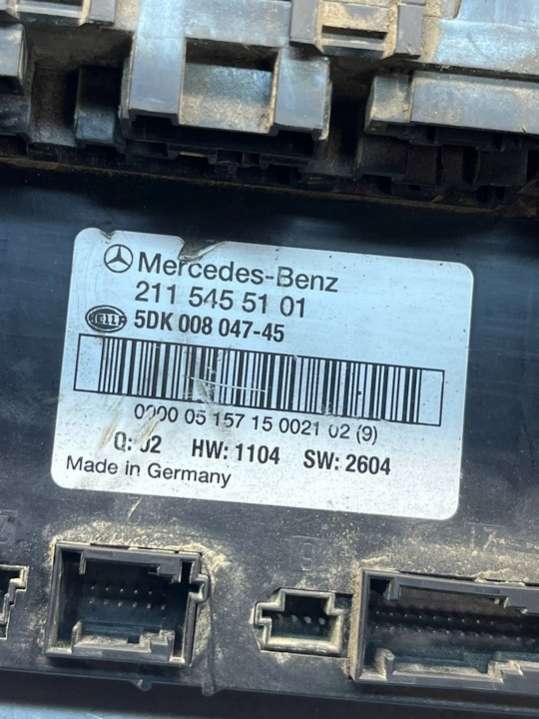 Mercedes-Benz
211 545 51 01
HELLA 5DK 008 047-45
0000 05 157 15 0021 02 (9)
Q: 02 HW: 1104 SW: 2604
Made in Germany